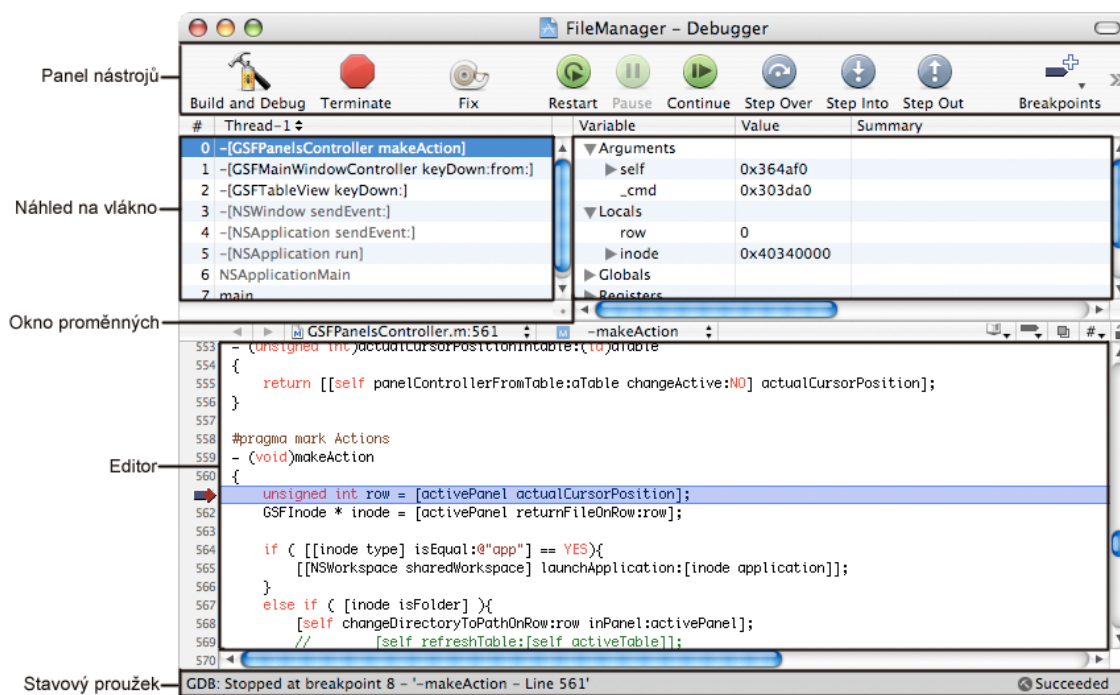 FileManager – Debugger
Panel nástrojů
Build and Debug Terminate Fix Restart Pause Continue Step Over Step Into Step Out Breakpoints
# Thread-1 Variable Value Summary
Náhled na vlákno
0 -[GSFPanelsController makeAction]
1 -[GSFMainWindowController keyDown:from:]
2 -[GSFTableView keyDown:]
3 -[NSWindow sendEvent:]
4 -[NSApplication sendEvent:]
5 -[NSApplication run]
6 NSApplicationMain
7 main
Arguments
self 0x364af0
_cmd 0x303da0
Locals
row 0
inode 0x40340000
Globals
Registers
Okno proměnných
GSFPanelsController.m:561 M -makeAction #
Editor
553 - (unsigned int)actualCursorPositionInTable:(id)aTable
554 {
555 return [[self panelControllerFromTable:aTable changeActive:NO] actualCursorPosition];
556 }
557
558 #pragma mark Actions
559 - (void)makeAction
560 {
unsigned int row = [activePanel actualCursorPosition];
562 GSFInode * inode = [activePanel returnFileOnRow:row];
563
564 if ( [[inode type] isEqual:@"app"] == YES){
565 [[NSWorkspace sharedWorkspace] launchApplication:[inode application]];
566 }
567 else if ( [inode isFolder] ){
568 [self changeDirectoryToPathOnRow:row inPanel:activePanel];
569 // [self refreshTable:[self activeTable]];
570
Stavový proužek
GDB: Stopped at breakpoint 8 – '-makeAction – Line 561' Succeeded